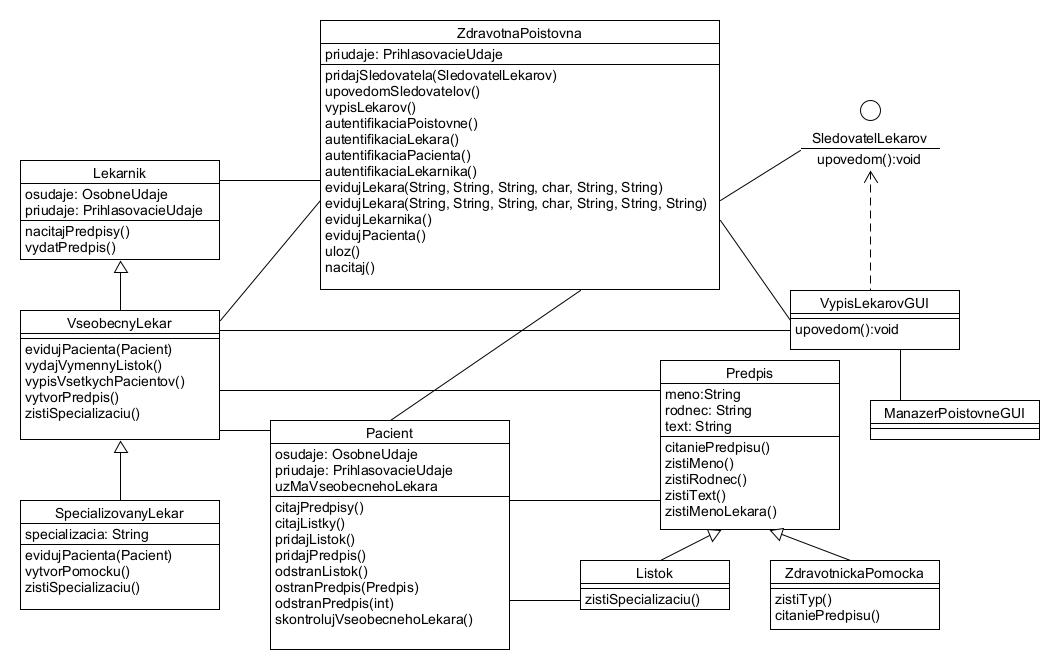 ZdravotnaPoistovna
priudaje: PrihlasovacieUdaje
pridajSledovatela(SledovatelLekarov)
upovedomSledovatelov()
vypisLekarov()
autentifikaciaPoistovne()
autentifikaciaLekara()
autentifikaciaPacienta()
autentifikaciaLekarnika()
evidujLekara(String, String, String, char, String, String)
evidujLekara(String, String, String, char, String, String, String)
evidujLekarnika()
evidujPacienta()
uloz()
nacitaj()
SledovatelLekarov
upovedom():void
Lekarnik
osudaje: OsobneUdaje
priudaje: PrihlasovacieUdaje
nacitajPredpisy()
vydatPredpis()
VseobecnyLekar
evidujPacienta(Pacient)
vydajVymennyListok()
vypisVsetkychPacientov()
vytvorPredpis()
zistiSpecializaciu()
VypisLekarovGUI
upovedom():void
ManazerPoistovneGUI
Predpis
meno:String
rodnec: String
text: String
citaniePredpisu()
zistiMeno()
zistiRodnec()
zistiText()
zistiMenoLekara()
Pacient
osudaje: OsobneUdaje
priudaje: PrihlasovacieUdaje
uzMaVseobecnehoLekara
citajPredpisy()
citajListky()
pridajListok()
pridajPredpis()
odstranListok()
ostranPredpis(Predpis)
odstranPredpis(int)
skontrolujVseobecnehoLekara()
SpecializovanyLekar
specializacia: String
evidujPacienta(Pacient)
vytvorPomocku()
zistiSpecializaciu()
Listok
zistiSpecializaciu()
ZdravotnickaPomocka
zistiTyp()
citaniePredpisu()